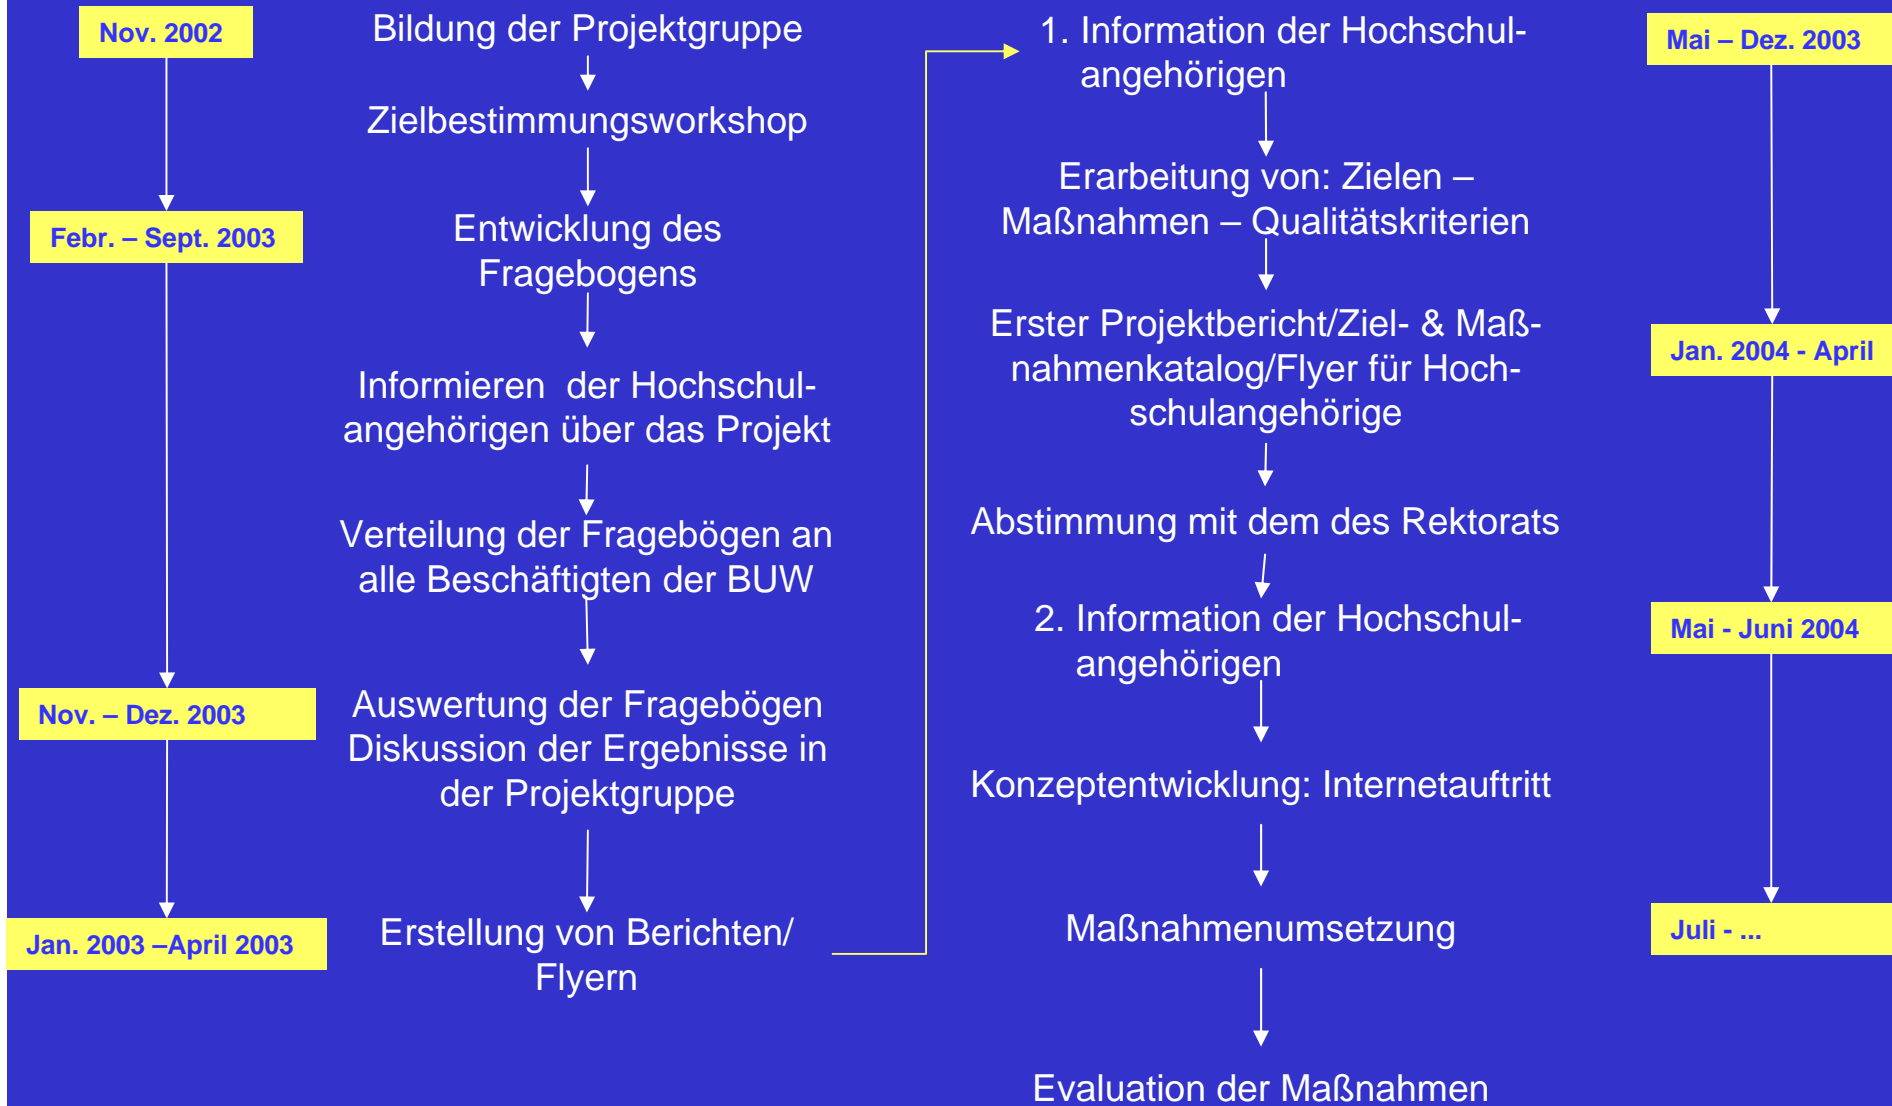 Nov. 2002
Febr. – Sept. 2003
Nov. – Dez. 2003
Jan. 2003 –April 2003
Bildung der Projektgruppe
Zielbestimmungsworkshop
Entwicklung des
Fragebogens
Informieren der Hochschul-
angehörigen über das Projekt
Verteilung der Fragebögen an
alle Beschäftigten der BUW
Auswertung der Fragebögen
Diskussion der Ergebnisse in
der Projektgruppe
Erstellung von Berichten/
Flyern
1. Information der Hochschul-
angehörigen
Erarbeitung von: Zielen –
Maßnahmen – Qualitätskriterien
Erster Projektbericht/Ziel- & Maß-
nahmenkatalog/Flyer für Hoch-
schulangehörige
Abstimmung mit dem des Rektorats
2. Information der Hochschul-
angehörigen
Konzeptentwicklung: Internetauftritt
Maßnahmenumsetzung
Evaluation der Maßnahmen
Mai – Dez. 2003
Jan. 2004 - April
Mai - Juni 2004
Juli - ...